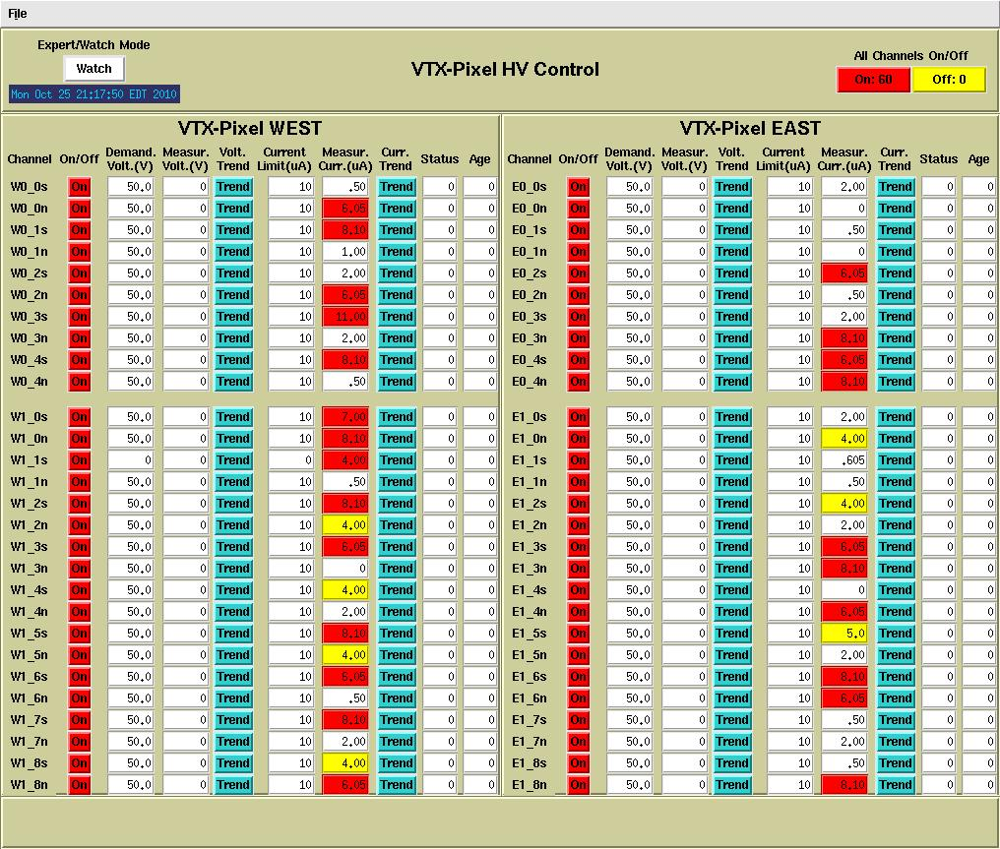 File
Expert/Watch Mode
Watch
Mon Oct 25 21:17:50 EDT 2010
VTX-Pixel HV Control
All Channels On/Off
On: 60 Off: 0
VTX-Pixel WEST
Channel On/Off Demand. Volt.(V) Measur. Volt.(V) Volt. Trend Current Limit(uA) Measur. Curr.(uA) Curr. Trend Status Age
W0_0s On 50.0 0 Trend 10 .50 Trend 0 0
W0_0n On 50.0 0 Trend 10 6.05 Trend 0 0
W0_1s On 50.0 0 Trend 10 8.10 Trend 0 0
W0_1n On 50.0 0 Trend 10 1.00 Trend 0 0
W0_2s On 50.0 0 Trend 10 2.00 Trend 0 0
W0_2n On 50.0 0 Trend 10 6.05 Trend 0 0
W0_3s On 50.0 0 Trend 10 11.00 Trend 0 0
W0_3n On 50.0 0 Trend 10 2.00 Trend 0 0
W0_4s On 50.0 0 Trend 10 8.10 Trend 0 0
W0_4n On 50.0 0 Trend 10 .50 Trend 0 0
W1_0s On 50.0 0 Trend 10 7.00 Trend 0 0
W1_0n On 50.0 0 Trend 10 8.10 Trend 0 0
W1_1s On 0 0 Trend 0 4.00 Trend 0 0
W1_1n On 50.0 0 Trend 10 .50 Trend 0 0
W1_2s On 50.0 0 Trend 10 8.10 Trend 0 0
W1_2n On 50.0 0 Trend 10 4.00 Trend 0 0
W1_3s On 50.0 0 Trend 10 6.05 Trend 0 0
W1_3n On 50.0 0 Trend 10 0 Trend 0 0
W1_4s On 50.0 0 Trend 10 4.00 Trend 0 0
W1_4n On 50.0 0 Trend 10 2.00 Trend 0 0
W1_5s On 50.0 0 Trend 10 8.10 Trend 0 0
W1_5n On 50.0 0 Trend 10 4.00 Trend 0 0
W1_6s On 50.0 0 Trend 10 6.05 Trend 0 0
W1_6n On 50.0 0 Trend 10 .50 Trend 0 0
W1_7s On 50.0 0 Trend 10 8.10 Trend 0 0
W1_7n On 50.0 0 Trend 10 2.00 Trend 0 0
W1_8s On 50.0 0 Trend 10 4.00 Trend 0 0
W1_8n On 50.0 0 Trend 10 6.05 Trend 0 0
VTX-Pixel EAST
Channel On/Off Demand. Volt.(V) Measur. Volt.(V) Volt. Trend Current Limit(uA) Measur. Curr.(uA) Curr. Trend Status Age
E0_0s On 50.0 0 Trend 10 2.00 Trend 0 0
E0_0n On 50.0 0 Trend 10 0 Trend 0 0
E0_1s On 50.0 0 Trend 10 .50 Trend 0 0
E0_1n On 50.0 0 Trend 10 0 Trend 0 0
E0_2s On 50.0 0 Trend 10 6.05 Trend 0 0
E0_2n On 50.0 0 Trend 10 .50 Trend 0 0
E0_3s On 50.0 0 Trend 10 2.00 Trend 0 0
E0_3n On 50.0 0 Trend 10 8.10 Trend 0 0
E0_4s On 50.0 0 Trend 10 6.05 Trend 0 0
E0_4n On 50.0 0 Trend 10 8.10 Trend 0 0
E1_0s On 50.0 0 Trend 10 2.00 Trend 0 0
E1_0n On 50.0 0 Trend 10 4.00 Trend 0 0
E1_1s On 50.0 0 Trend 10 .605 Trend 0 0
E1_1n On 50.0 0 Trend 10 .50 Trend 0 0
E1_2s On 50.0 0 Trend 10 4.00 Trend 0 0
E1_2n On 50.0 0 Trend 10 2.00 Trend 0 0
E1_3s On 50.0 0 Trend 10 6.05 Trend 0 0
E1_3n On 50.0 0 Trend 10 8.10 Trend 0 0
E1_4s On 50.0 0 Trend 10 0 Trend 0 0
E1_4n On 50.0 0 Trend 10 6.05 Trend 0 0
E1_5s On 50.0 0 Trend 10 5.0 Trend 0 0
E1_5n On 50.0 0 Trend 10 2.00 Trend 0 0
E1_6s On 50.0 0 Trend 10 8.10 Trend 0 0
E1_6n On 50.0 0 Trend 10 6.05 Trend 0 0
E1_7s On 50.0 0 Trend 10 .50 Trend 0 0
E1_7n On 50.0 0 Trend 10 2.00 Trend 0 0
E1_8s On 50.0 0 Trend 10 .50 Trend 0 0
E1_8n On 50.0 0 Trend 10 8.10 Trend 0 0